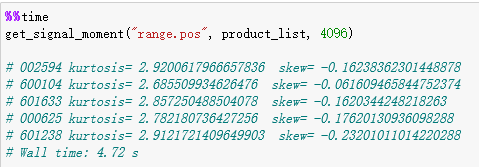 %%time
get_signal_moment("range.pos", product_list, 4096)
# 002594 kurtosis= 2.9200617966657836 skew= -0.16238362301448878
# 600104 kurtosis= 2.685509934626476 skew= -0.061609465844752374
# 601633 kurtosis= 2.857250488504078 skew= -0.1620344248218263
# 000625 kurtosis= 2.782180736427256 skew= -0.17620130936098288
# 601238 kurtosis= 2.9121721409649903 skew= -0.23201011014220288
# Wall time: 4.72 s